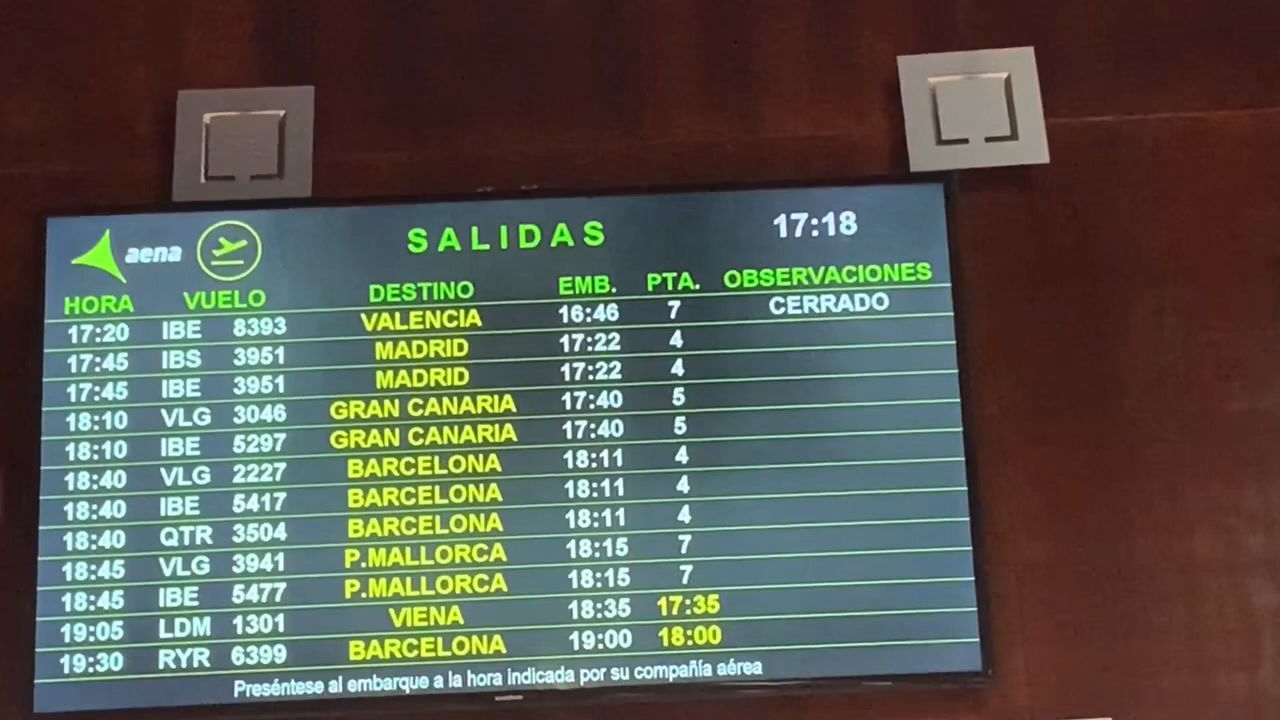 aena SALIDAS 17:18
HORA VUELO DESTINO EMB. PTA. OBSERVACIONES
17:20 IBE 8393 VALENCIA 16:46 7 CERRADO
17:45 IBS 3951 MADRID 17:22 4
17:45 IBE 3951 MADRID 17:22 4
18:10 VLG 3046 GRAN CANARIA 17:40 5
18:10 IBE 5297 GRAN CANARIA 17:40 5
18:40 VLG 2227 BARCELONA 18:11 4
18:40 IBE 5417 BARCELONA 18:11 4
18:40 QTR 3504 BARCELONA 18:11 4
18:45 VLG 3941 P.MALLORCA 18:15 7
18:45 IBE 5477 P.MALLORCA 18:15 7
19:05 LDM 1301 VIENA 18:35 17:35
19:30 RYR 6399 BARCELONA 19:00 18:00
Preséntese al embarque a la hora indicada por su compañía aérea